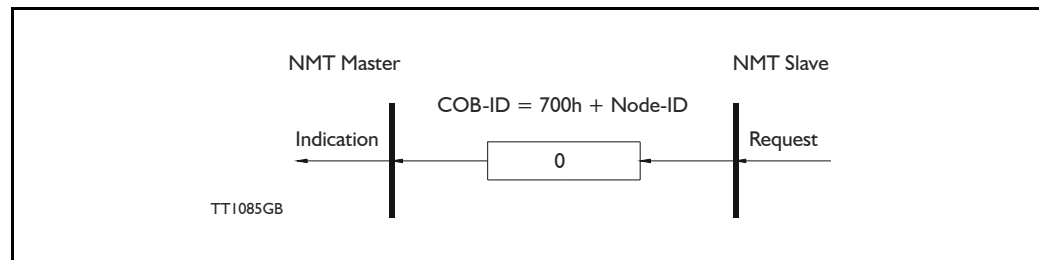 NMT Master
NMT Slave
COB-ID = 700h + Node-ID
Indication
0
Request
TT1085GB